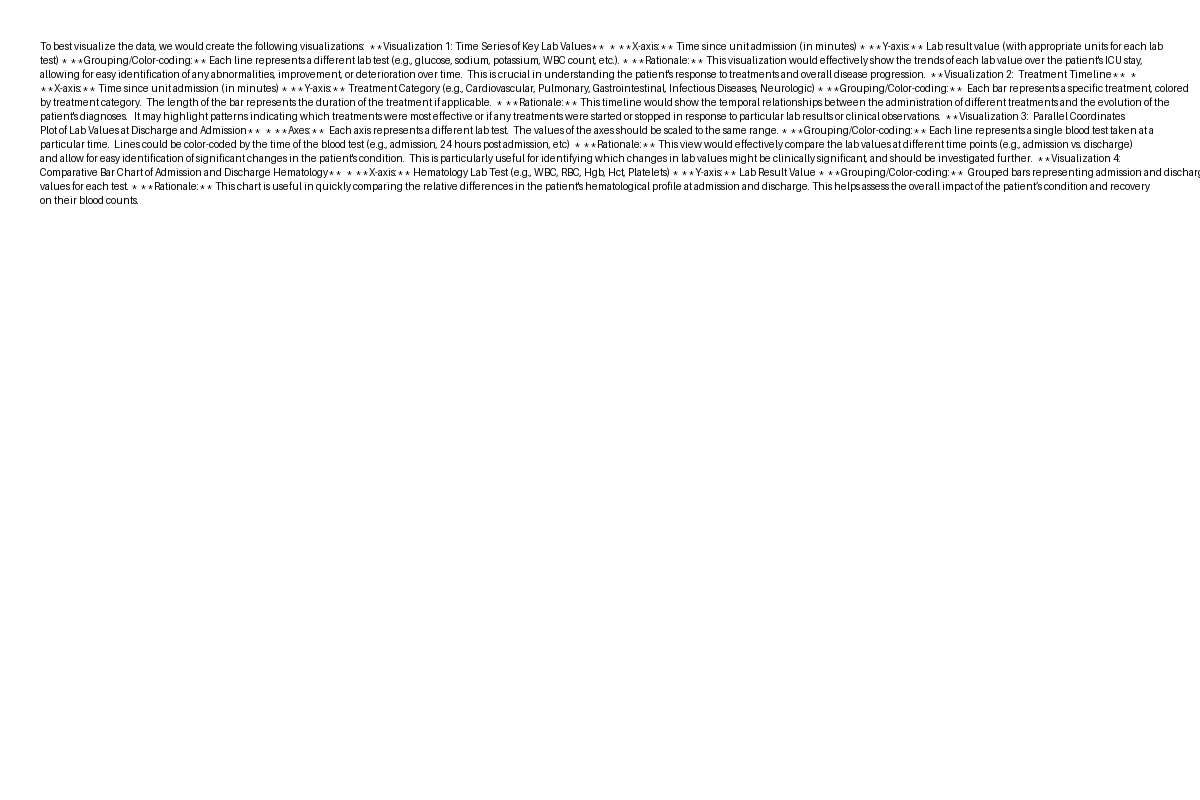 To best visualize the data, we would create the following visualizations:  **Visualization 1: Time Series of Key Lab Values**  * **X-axis:** Time since unit admission (in minutes) * **Y-axis:** Lab result value (with appropriate units for each lab
test) * **Grouping/Color-coding:** Each line represents a different lab test (e.g., glucose, sodium, potassium, WBC count, etc.). * **Rationale:** This visualization would effectively show the trends of each lab value over the patient's ICU stay,
allowing for easy identification of any abnormalities, improvement, or deterioration over time.  This is crucial in understanding the patient's response to treatments and overall disease progression.  **Visualization 2:  Treatment Timeline**  *
**X-axis:** Time since unit admission (in minutes) * **Y-axis:** Treatment Category (e.g., Cardiovascular, Pulmonary, Gastrointestinal, Infectious Diseases, Neurologic) * **Grouping/Color-coding:**  Each bar represents a specific treatment, colored
by treatment category.  The length of the bar represents the duration of the treatment if applicable.  * **Rationale:** This timeline would show the temporal relationships between the administration of different treatments and the evolution of the
patient's diagnoses.  It may highlight patterns indicating which treatments were most effective or if any treatments were started or stopped in response to particular lab results or clinical observations.  **Visualization 3:  Parallel Coordinates
Plot of Lab Values at Discharge and Admission**  * **Axes:**  Each axis represents a different lab test.  The values of the axes should be scaled to the same range. * **Grouping/Color-coding:** Each line represents a single blood test taken at a
particular time.  Lines could be color-coded by the time of the blood test (e.g., admission, 24 hours post admission, etc)  * **Rationale:** This view would effectively compare the lab values at different time points (e.g., admission vs. discharge)
and allow for easy identification of significant changes in the patient's condition.  This is particularly useful for identifying which changes in lab values might be clinically significant, and should be investigated further.  **Visualization 4:
Comparative Bar Chart of Admission and Discharge Hematology**  * **X-axis:** Hematology Lab Test (e.g., WBC, RBC, Hgb, Hct, Platelets) * **Y-axis:** Lab Result Value * **Grouping/Color-coding:**  Grouped bars representing admission and discharg
values for each test. * **Rationale:** This chart is useful in quickly comparing the relative differences in the patient's hematological profile at admission and discharge. This helps assess the overall impact of the patient's condition and recovery
on their blood counts.